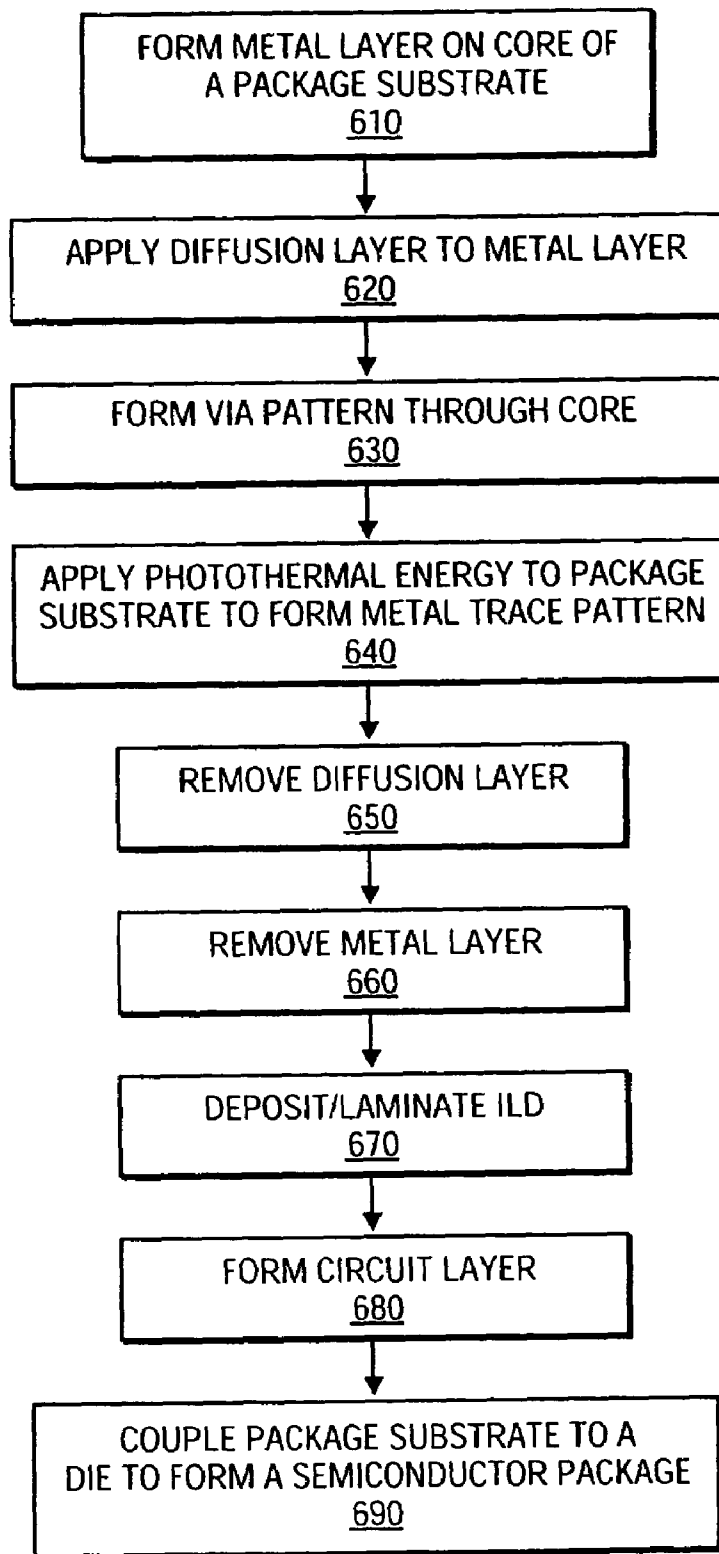 FORM METAL LAYER ON CORE OF
A PACKAGE SUBSTRATE
610
APPLY DIFFUSION LAYER TO METAL LAYER
620
FORM VIA PATTERN THROUGH CORE
630
APPLY PHOTOTHERMAL ENERGY TO PACKAGE
SUBSTRATE TO FORM METAL TRACE PATTERN
640
REMOVE DIFFUSION LAYER
650
REMOVE METAL LAYER
660
DEPOSIT/LAMINATE ILD
670
FORM CIRCUIT LAYER
680
COUPLE PACKAGE SUBSTRATE TO A
DIE TO FORM A SEMICONDUCTOR PACKAGE
690